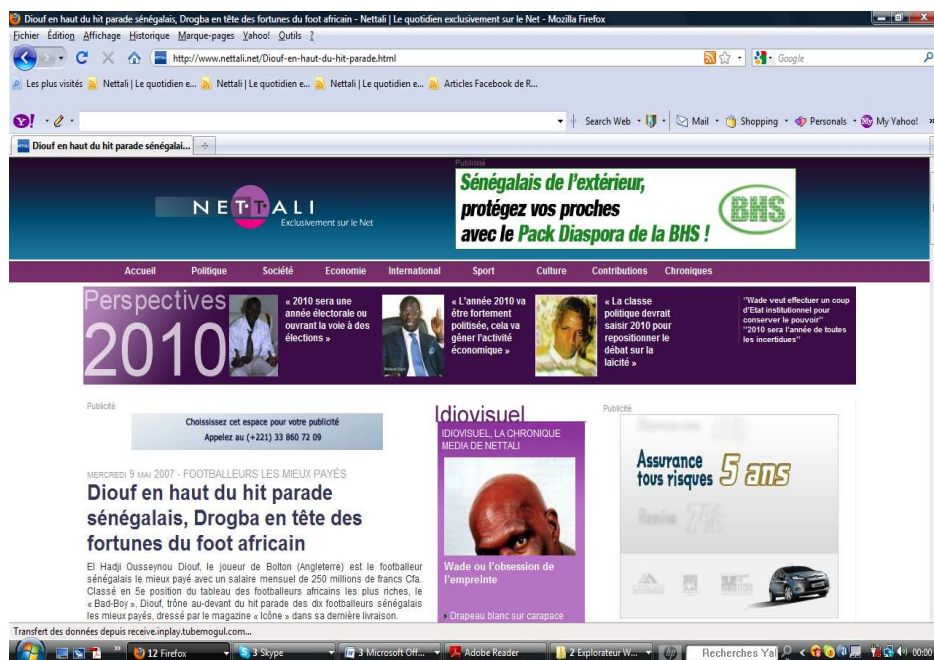 Diouf en haut du hit parade sénégalais, Drogba en tête des fortunes du foot africain - Nettali | Le quotidien exclusivement sur le Net - Mozilla Firefox
Fichier Édition Affichage Historique Marque-pages Yahoo! Outils ?
http://www.nettali.net/Diouf-en-haut-du-hit-parade.html
Google
Les plus visités Nettali | Le quotidien e... Nettali | Le quotidien e... Nettali | Le quotidien e... Articles Facebook de R...
Search Web Mail Shopping Personals My Yahoo!
Diouf en haut du hit parade sénégalai...
Publicité
NETTALI
Exclusivement sur le Net
Sénégalais de l'extérieur,
protégez vos proches
avec le Pack Diaspora de la BHS !
BHS
Accueil Politique Société Economie International Sport Culture Contributions Chroniques
Perspectives
2010
« 2010 sera une
année électorale ou
ouvrant la voie à des
élections »
« L'année 2010 va
être fortement
politisée, cela va
gêner l'activité
économique »
« La classe
politique devrait
saisir 2010 pour
repositionner le
débat sur la
laicité »
"Wade veut effectuer un coup
d'Etat institutionnel pour
conserver le pouvoir"
"2010 sera l'année de toutes
les incertidues"
Publicité
Choississez cet espace pour votre publicité
Appelez au (+221) 33 860 72 09
MERCREDI 9 MAI 2007 - FOOTBALLEURS LES MIEUX PAYÉS
Diouf en haut du hit parade
sénégalais, Drogba en tête des
fortunes du foot africain
El Hadji Ousseynou Diouf, le joueur de Bolton (Angleterre) est le footballeur
sénégalais le mieux payé avec un salaire mensuel de 250 millions de francs Cfa.
Classé en 5e position du tableau des footballeurs africains les plus riches, le
« Bad-Boy », Diouf, trône au-devant du hit parade des dix footballeurs sénégalais
les mieux payés, dressé par le magazine « Icône » dans sa dernière livraison.
Idiovisuel
IDIOVISUEL, LA CHRONIQUE
MEDIA DE NETTALI
Wade ou l'obsession de
l'empreinte
Drapeau blanc sur carapace
Publicité
Assurance
tous risques 5 ans
Remise 7%
Transfert des données depuis receive.inplay.tubemogul.com...
12 Firefox 3 Skype 3 Microsoft Off... Adobe Reader 2 Explorateur W... Recherches Yal 00:00